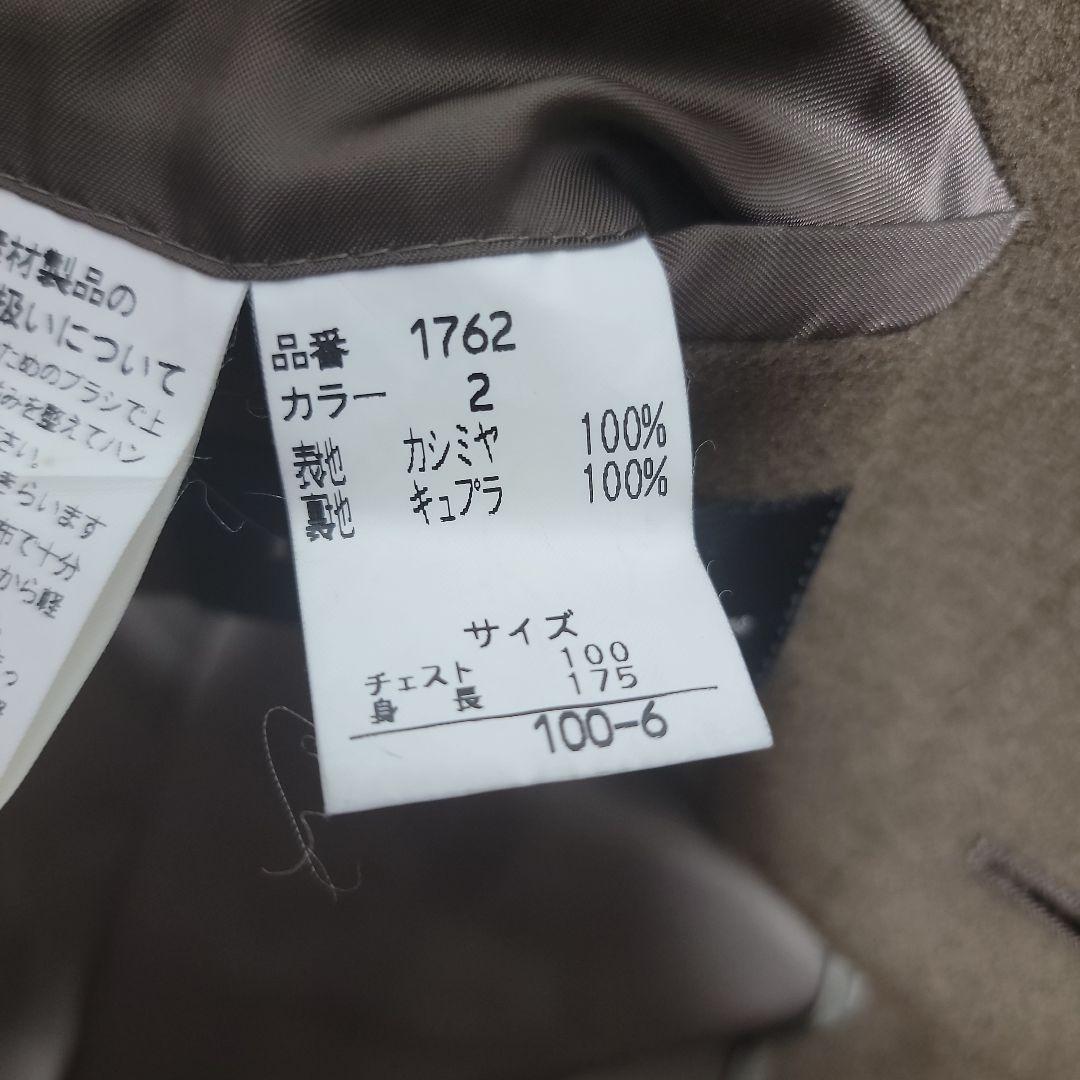 材製品の
扱いについて
ためのブラシで上
みを整えてハン
さい。
きらいます
布で十分
から軽
品番 1762
カラー 2
表地 カシミヤ 100%
裏地 キュプラ 100%
サイズ
チェスト 100
身長 175
100-6